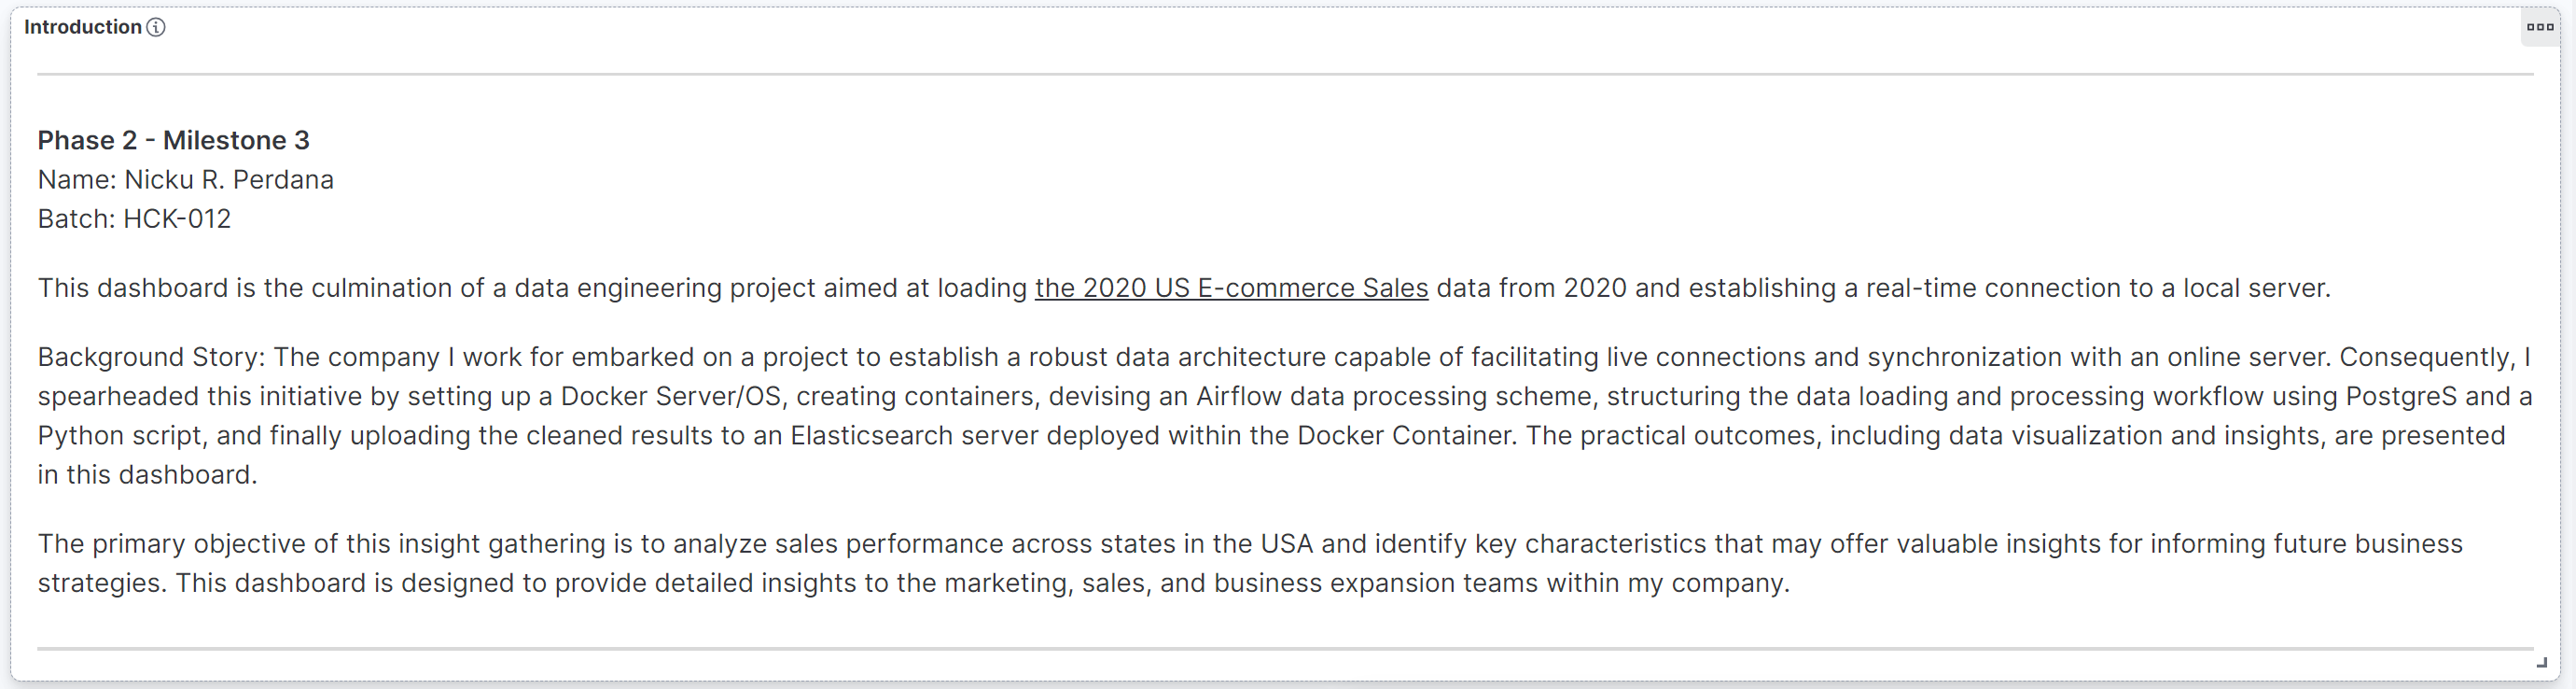 Introduction
Phase 2 - Milestone 3
Name: Nicku R. Perdana
Batch: HCK-012
This dashboard is the culmination of a data engineering project aimed at loading the 2020 US E-commerce Sales data from 2020 and establishing a real-time connection to a local server.
Background Story: The company I work for embarked on a project to establish a robust data architecture capable of facilitating live connections and synchronization with an online server. Consequently, I
spearheaded this initiative by setting up a Docker Server/OS, creating containers, devising an Airflow data processing scheme, structuring the data loading and processing workflow using PostgreS and a
Python script, and finally uploading the cleaned results to an Elasticsearch server deployed within the Docker Container. The practical outcomes, including data visualization and insights, are presented
in this dashboard.
The primary objective of this insight gathering is to analyze sales performance across states in the USA and identify key characteristics that may offer valuable insights for informing future business
strategies. This dashboard is designed to provide detailed insights to the marketing, sales, and business expansion teams within my company.